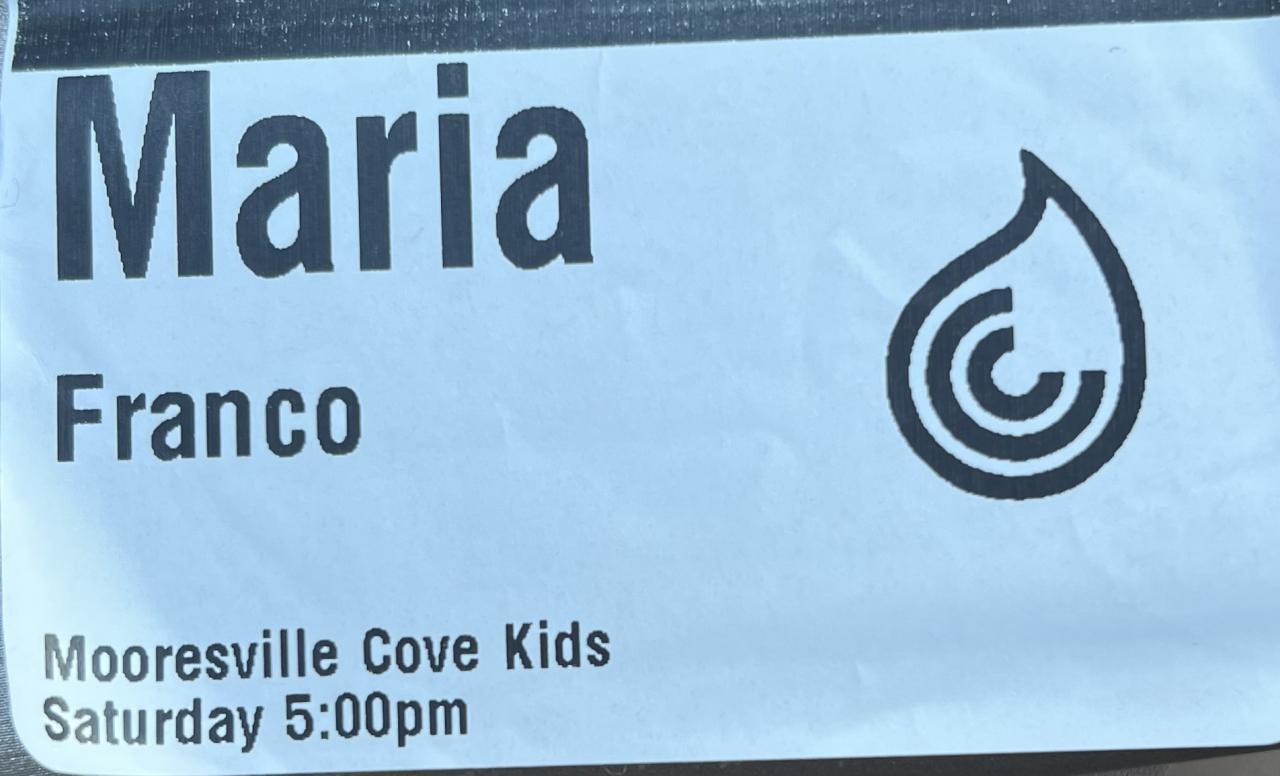 Maria
Franco
Mooresville Cove Kids
Saturday 5:00pm